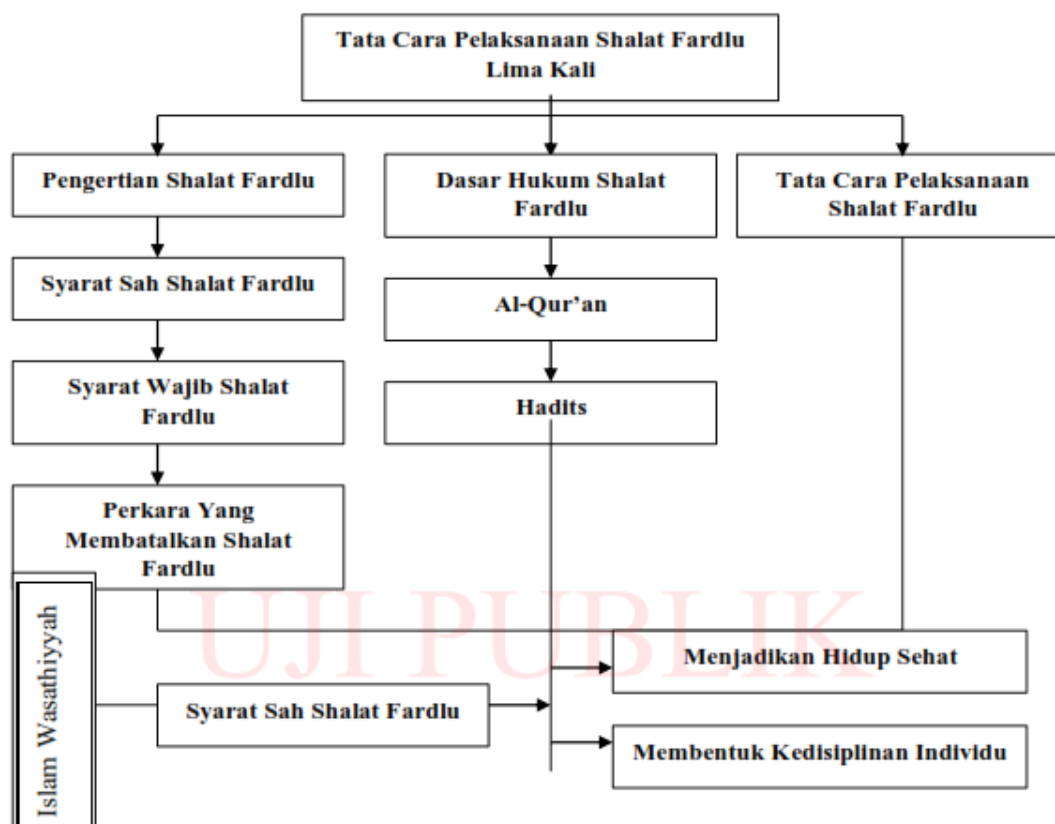 Tata Cara Pelaksanaan Shalat Fardlu
Lima Kali
Pengertian Shalat Fardlu
Dasar Hukum Shalat
Fardlu
Tata Cara Pelaksanaan
Shalat Fardlu
Syarat Sah Shalat Fardlu
Al-Qur’an
Syarat Wajib Shalat
Fardlu
Hadits
Perkara Yang
Membatalkan Shalat
Fardlu
UJI PUBLIK
Menjadikan Hidup Sehat
Islam Wasathiyyah
Syarat Sah Shalat Fardlu
Membentuk Kedisiplinan Individu